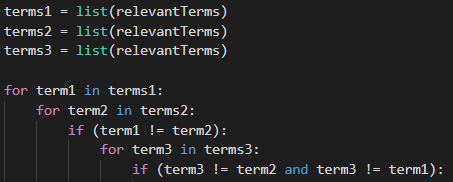 terms1 = list(relevantTerms)
terms2 = list(relevantTerms)
terms3 = list(relevantTerms)

for term1 in terms1:
    for term2 in terms2:
        if (term1 != term2):
            for term3 in terms3:
                if (term3 != term2 and term3 != term1):